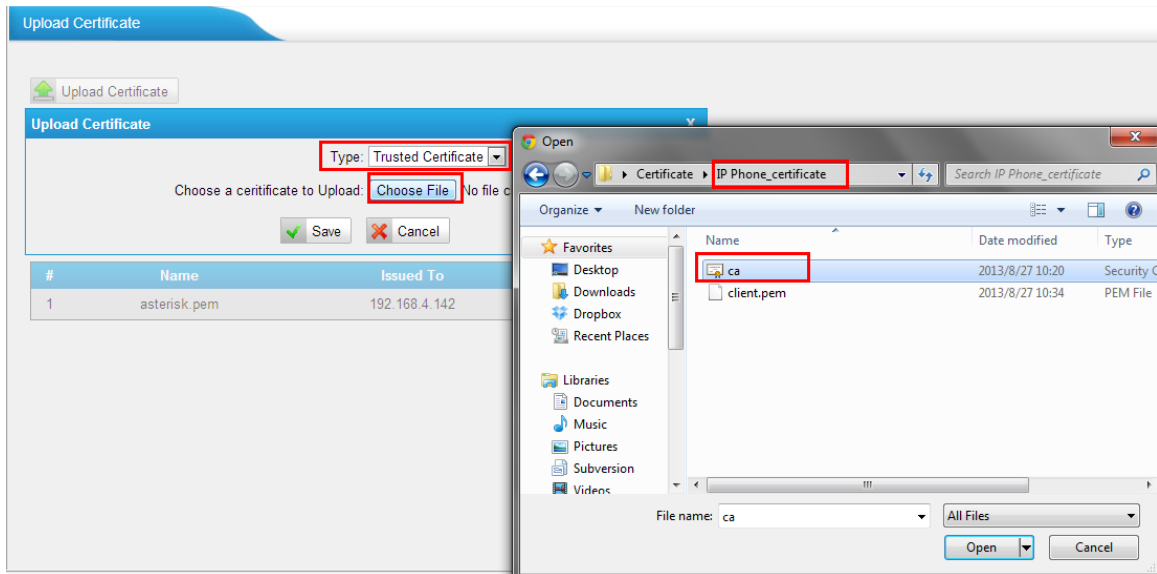 Upload Certificate
Upload Certificate
Upload Certificate X
Type: Trusted Certificate
Choose a ceritificate to Upload: Choose File No file c
Save Cancel
# Name Issued To
1 asterisk.pem 192.168.4.142
Open
Certificate IP Phone_certificate Search IP Phone_certificate
Organize New folder
Name Date modified Type
Favorites
Desktop
Downloads
Dropbox
Recent Places
Libraries
Documents
Music
Pictures
Subversion
Videos
ca 2013/8/27 10:20 Security C
client.pem 2013/8/27 10:34 PEM File
File name: ca All Files
Open Cancel